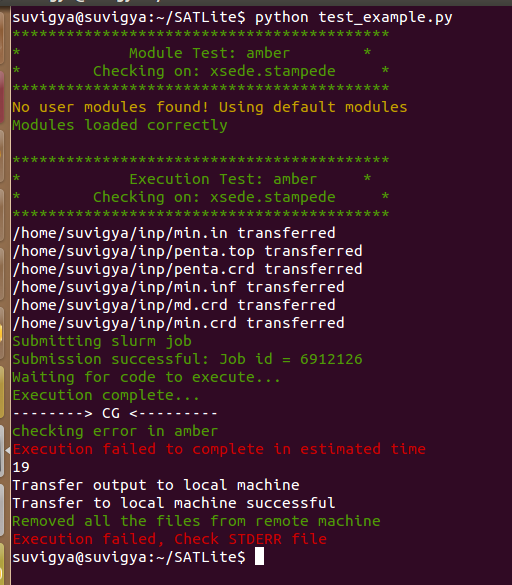 suvigya@suvigya:~/SATLite$ python test_example.py
******************************************
*            Module Test: amber        *
*        Checking on: xsede.stampede     *
******************************************
No user modules found! Using default modules
Modules loaded correctly
******************************************
*            Execution Test: amber     *
*        Checking on: xsede.stampede     *
******************************************
/home/suvigya/inp/min.in transferred
/home/suvigya/inp/penta.top transferred
/home/suvigya/inp/penta.crd transferred
/home/suvigya/inp/min.inf transferred
/home/suvigya/inp/md.crd transferred
/home/suvigya/inp/min.crd transferred
Submitting slurm job
Submission successful: Job id = 6912126
Waiting for code to execute...
Execution complete...
--------> CG <---------
checking error in amber
Execution failed to complete in estimated time
19
Transfer output to local machine
Transfer to local machine successful
Removed all the files from remote machine
Execution failed, Check STDERR file
suvigya@suvigya:~/SATLite$